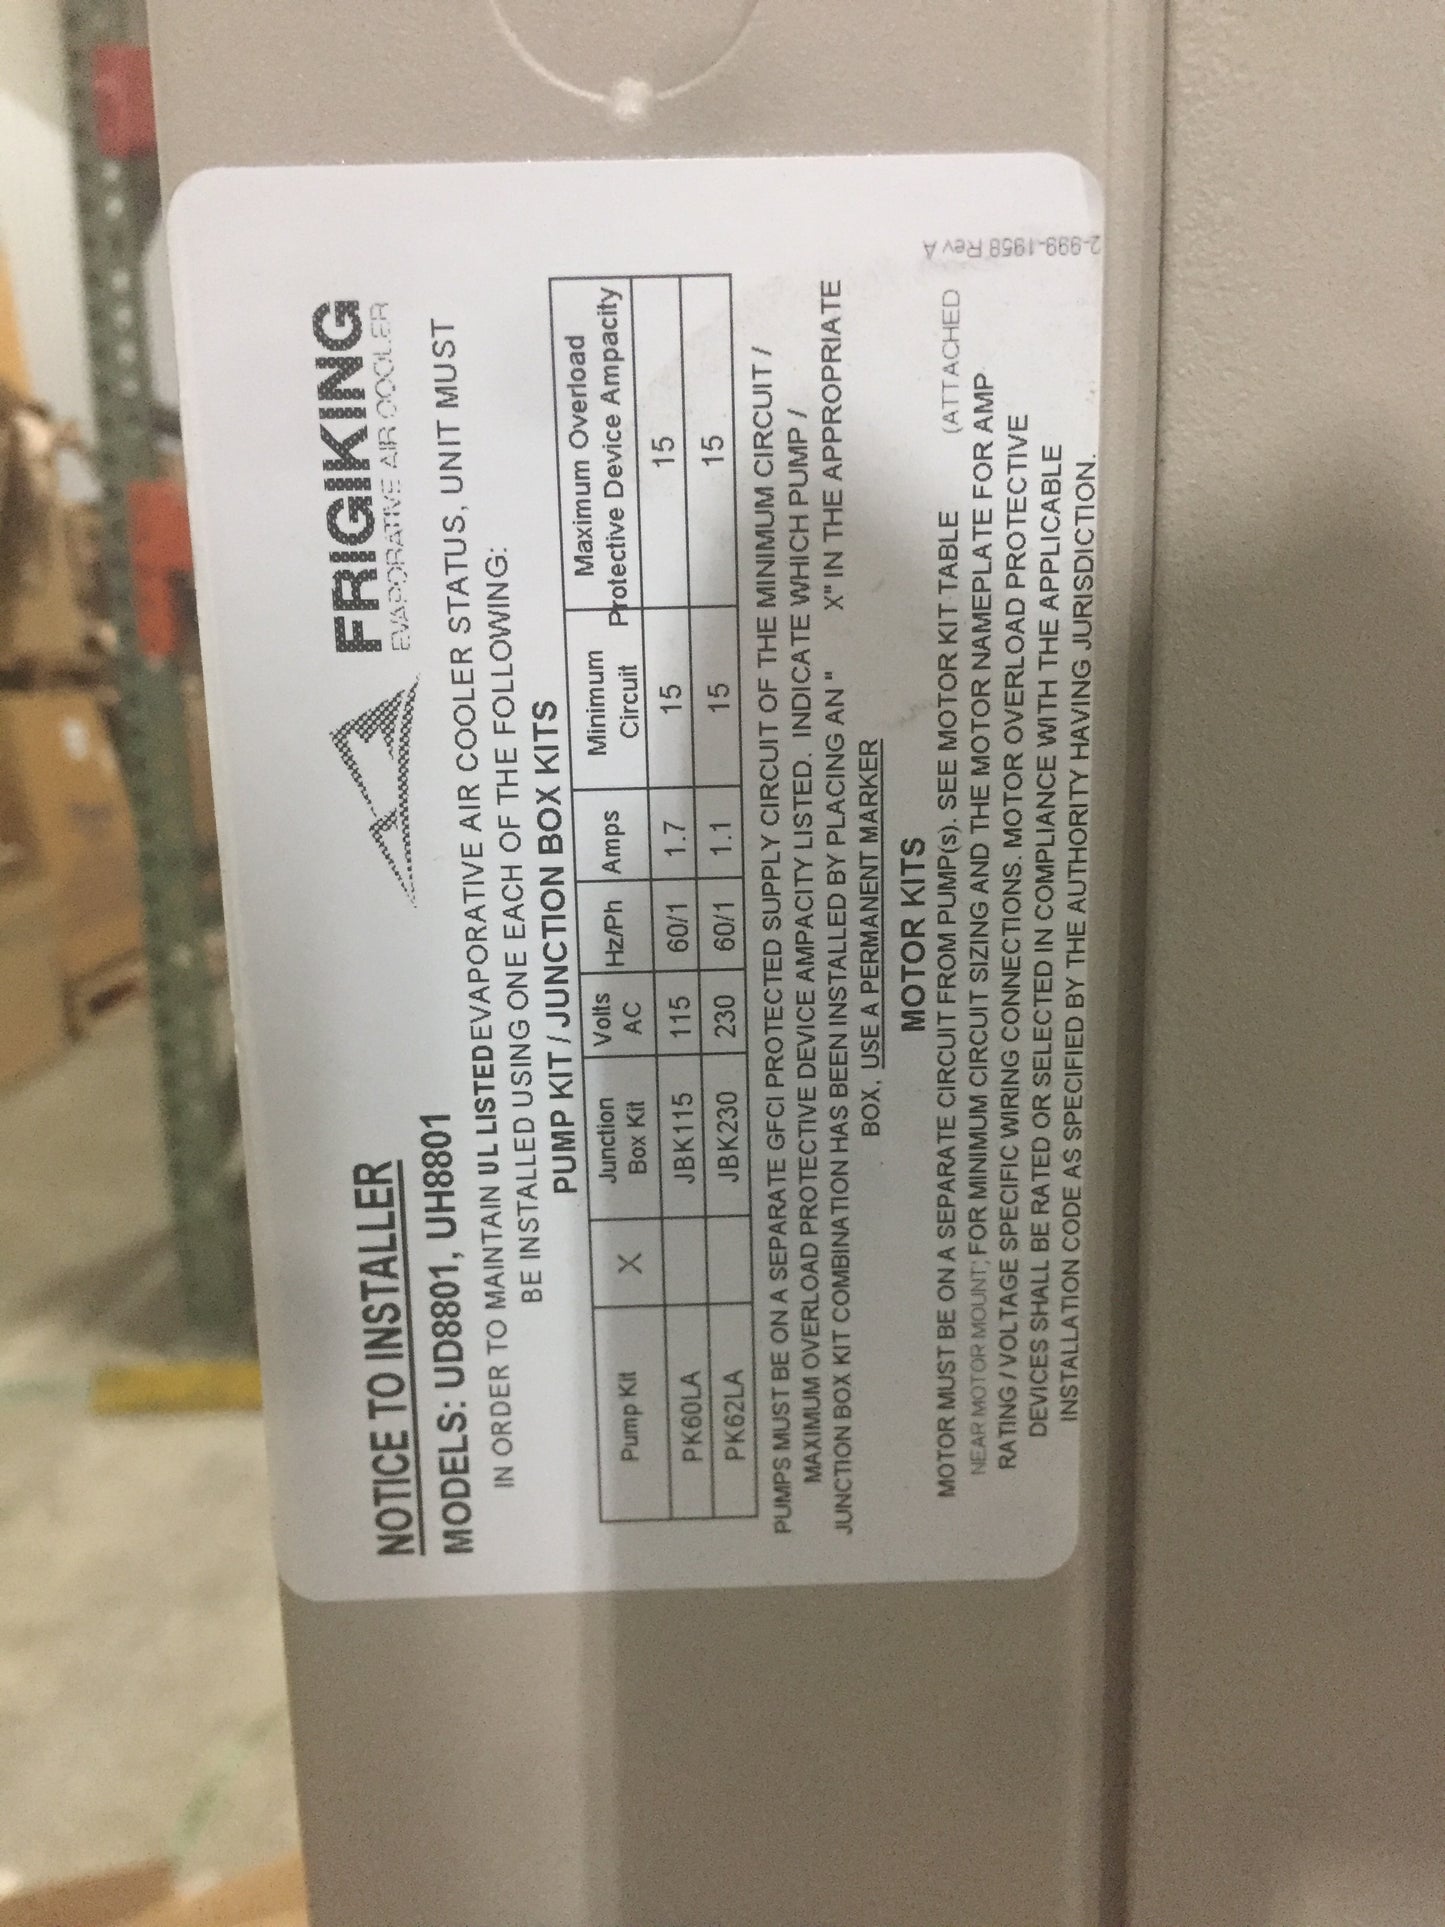 FRIGIKING
EVAPORATIVE AIR COOLER
NOTICE TO INSTALLER
MODELS: UD8801, UH8801
IN ORDER TO MAINTAIN UL LISTED EVAPORATIVE AIR COOLER STATUS, UNIT MUST
BE INSTALLED USING ONE EACH OF THE FOLLOWING:
PUMP KIT / JUNCTION BOX KITS
Pump Kit X Junction Box Kit Volts AC Hz/Ph Amps Minimum Circuit Maximum Overload Protective Device Ampacity
PK60LA JBK115 115 60/1 1.7 15 15
PK62LA JBK230 230 60/1 1.1 15 15
PUMPS MUST BE ON A SEPARATE GFCI PROTECTED SUPPLY CIRCUIT OF THE MINIMUM CIRCUIT /
MAXIMUM OVERLOAD PROTECTIVE DEVICE AMPACITY LISTED. INDICATE WHICH PUMP /
JUNCTION BOX KIT COMBINATION HAS BEEN INSTALLED BY PLACING AN " X" IN THE APPROPRIATE
BOX, USE A PERMANENT MARKER
MOTOR KITS
MOTOR MUST BE ON A SEPARATE CIRCUIT FROM PUMP(s). SEE MOTOR KIT TABLE (ATTACHED
NEAR MOTOR MOUNT; FOR MINIMUM CIRCUIT SIZING AND THE MOTOR NAMEPLATE FOR AMP
RATING / VOLTAGE SPECIFIC WIRING CONNECTIONS. MOTOR OVERLOAD PROTECTIVE
DEVICES SHALL BE RATED OR SELECTED IN COMPLIANCE WITH THE APPLICABLE
INSTALLATION CODE AS SPECIFIED BY THE AUTHORITY HAVING JURISDICTION.
2-999-1958 Rev A